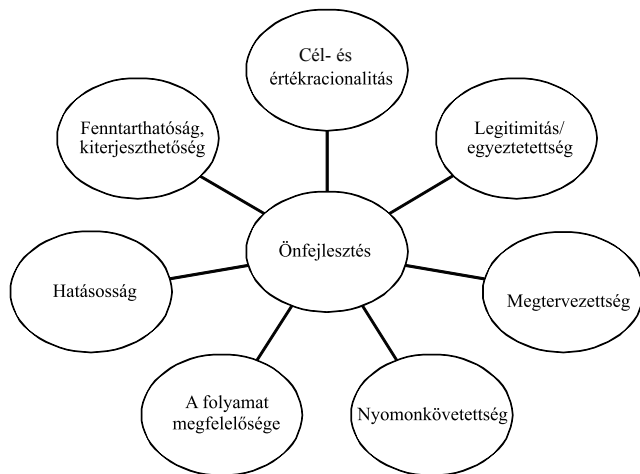 Cél- és
értékracionalitás
Fenntarthatóság,
kiterjeszthetőség
Legitimitás/
egyeztetettség
Önfejlesztés
Hatásosság
Megtervezettség
A folyamat
megfelelősége
Nyomonkövetettség